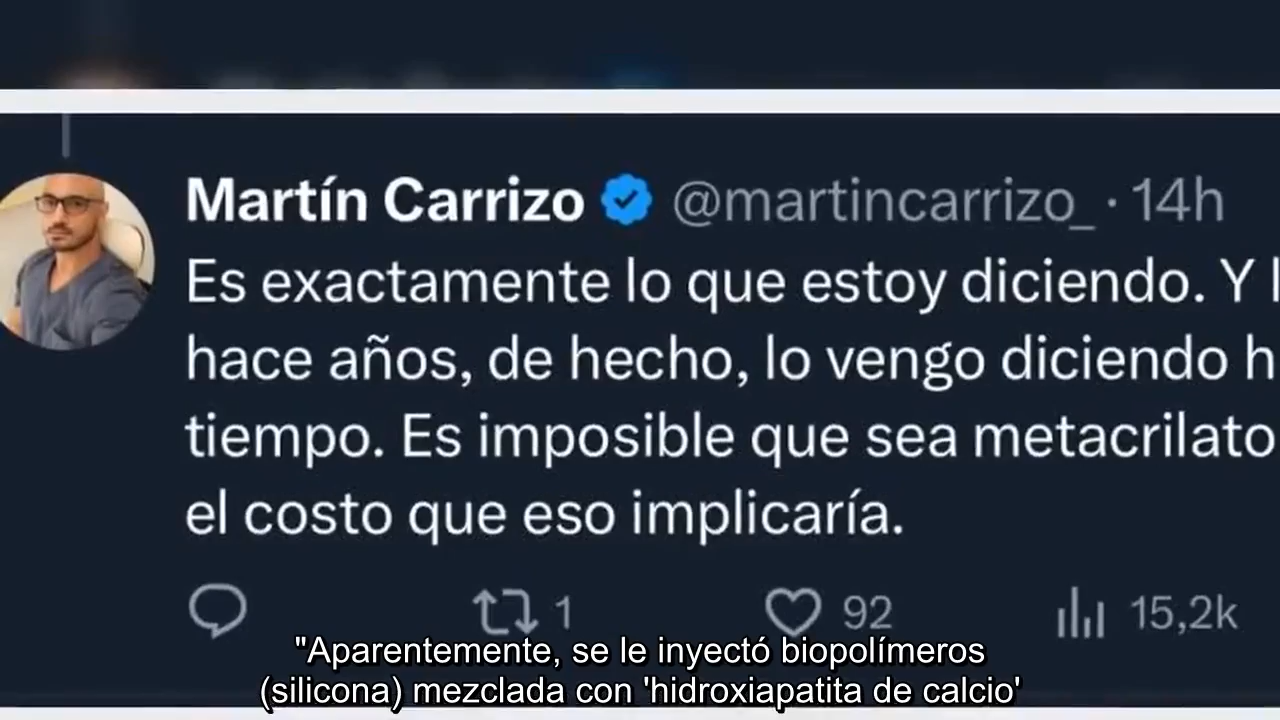 Martín Carrizo @martincarrizo_ · 14h
Es exactamente lo que estoy diciendo. Y
hace años, de hecho, lo vengo diciendo
tiempo. Es imposible que sea metacrilato
el costo que eso implicaría.
1 92 15,2k
"Aparentemente, se le inyectó biopolímeros
(silicona) mezclada con 'hidroxiapatita de calcio'